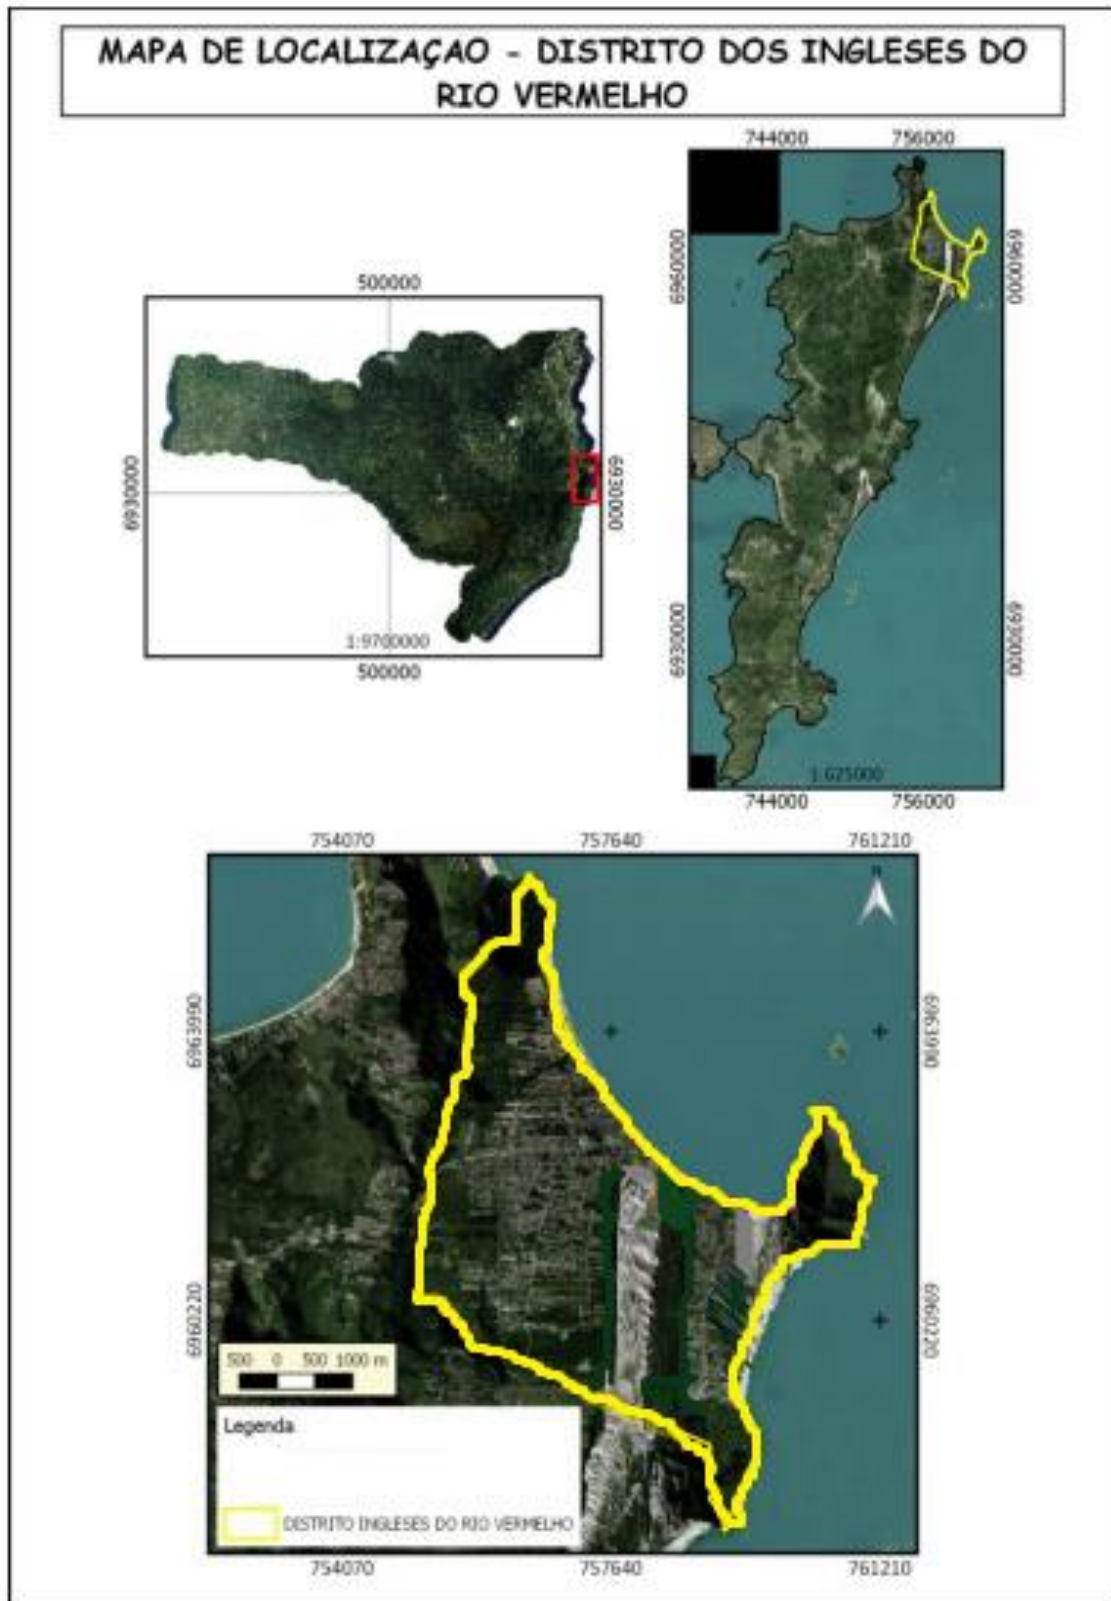 MAPA DE LOCALIZAÇAO - DISTRITO DOS INGLESES DO
RIO VERMELHO
744000 756000
6960000 6960000
6930000 6930000
1:625000
744000 756000
500000
6930000 6930000
1:9700000
500000
754070 757640 761210
N
6963990 6963990
6960220 6960220
500 0 500 1000 m
Legenda
DISTRITO INGLESES DO RIO VERMELHO
754070 757640 761210